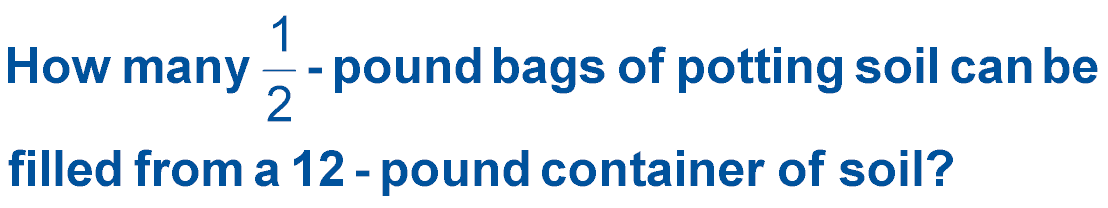 How many 1/2 - pound bags of potting soil can be
filled from a 12 - pound container of soil?